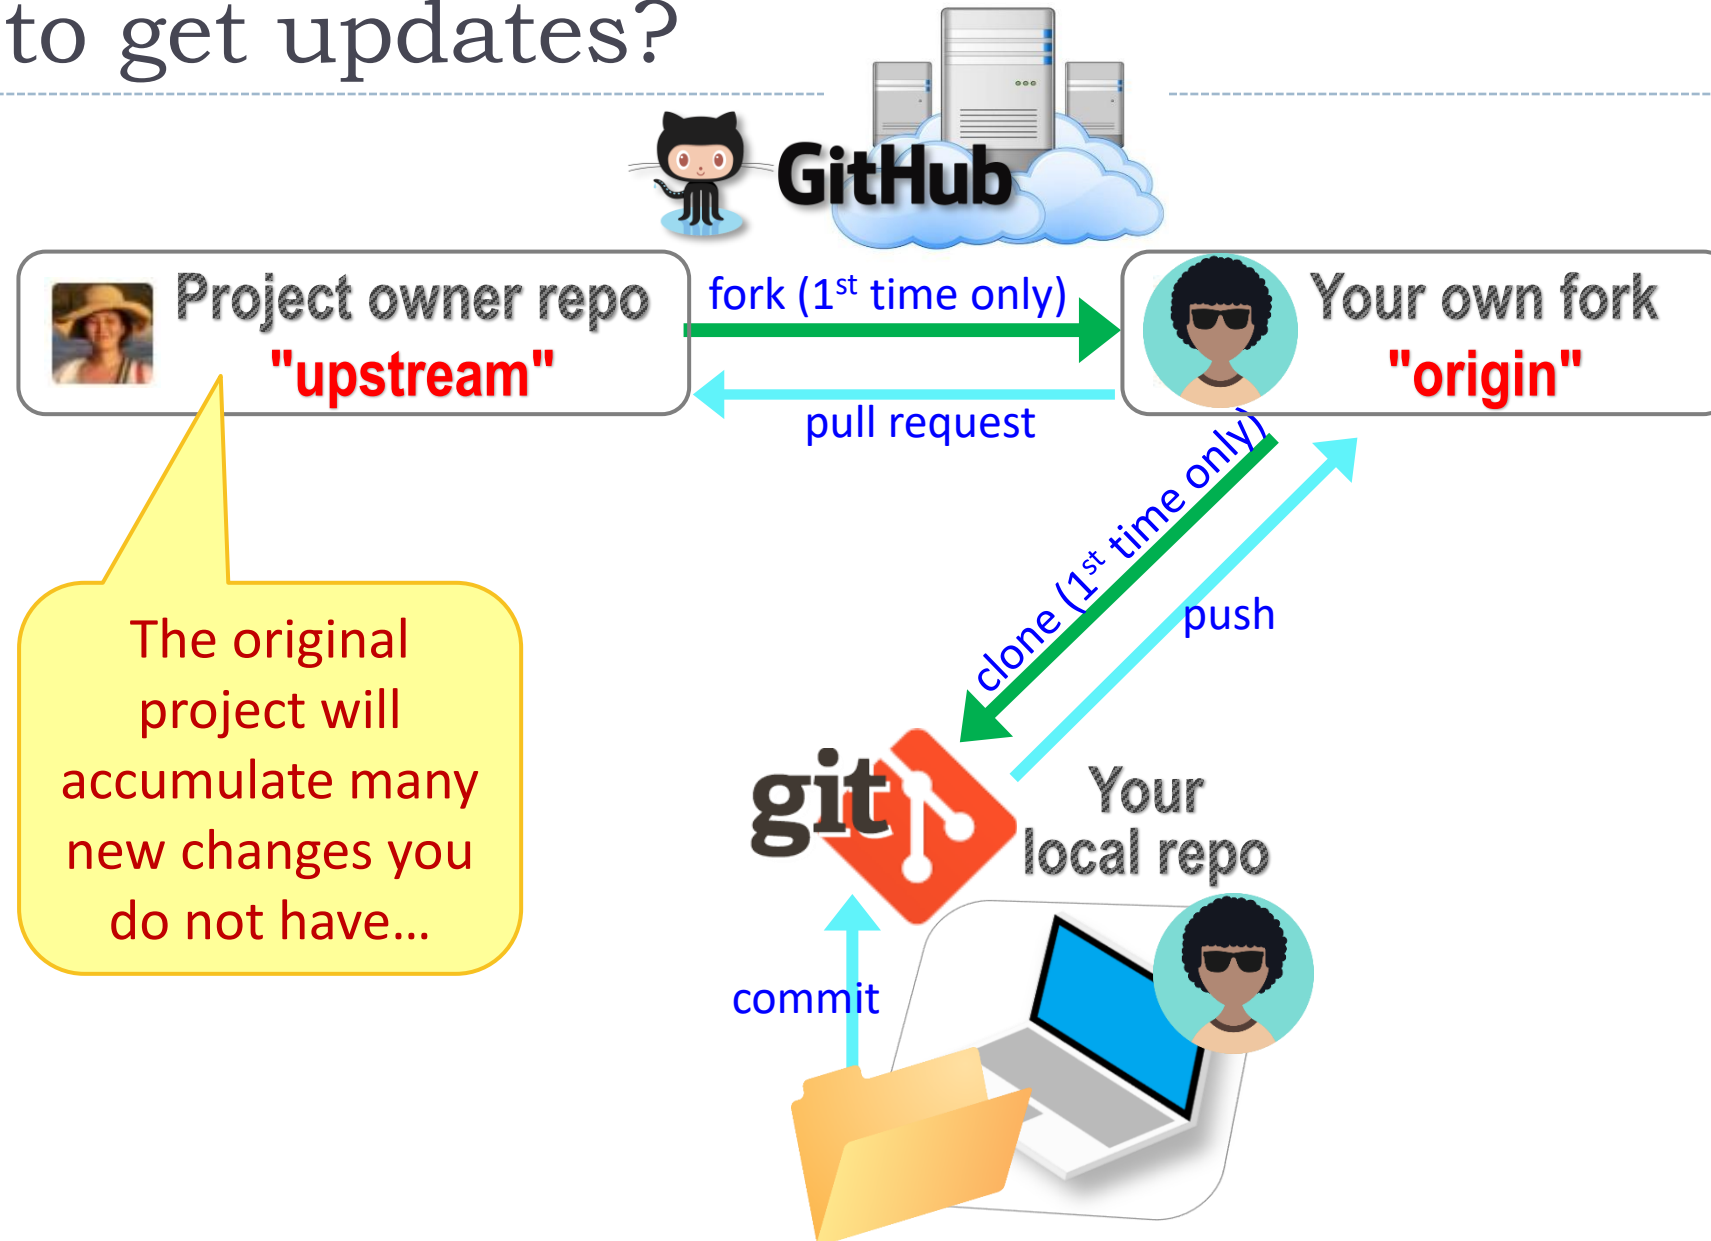 to get updates?
GitHub
Project owner repo
"upstream"
fork (1st time only)
Your own fork
"origin"
pull request
clone (1st time only)
push
The original
project will
accumulate many
new changes you
do not have…
git
Your
local repo
commit